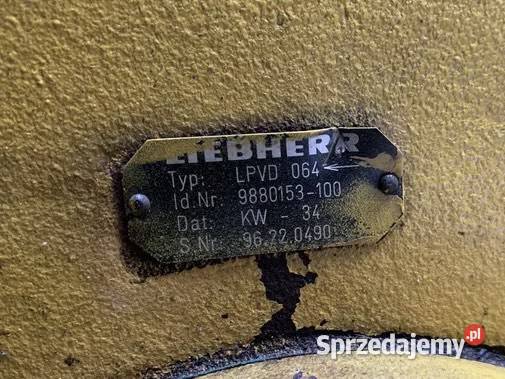 LIEBHERR
Typ: LPVD 064
Id.Nr. 9880153-100
Dat: KW - 34
S.Nr. 96.22.0490
Sprzedajemy.pl